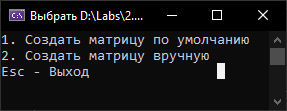 Выбрать D:\Labs\2....
1. Создать матрицу по умолчанию
2. Создать матрицу вручную
Esc - Выход